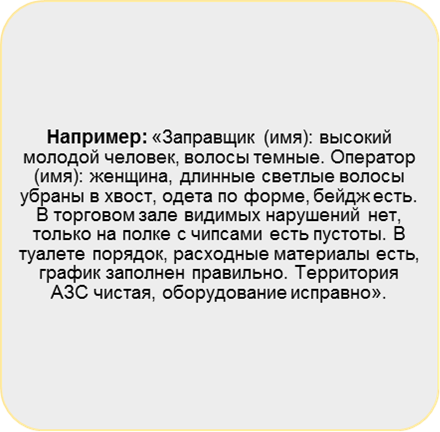 Например: «Заправщик (имя): высокий
молодой человек, волосы темные. Оператор
(имя): женщина, длинные светлые волосы
убраны в хвост, одета по форме, бейдж есть.
В торговом зале видимых нарушений нет,
только на полке с чипсами есть пустоты. В
туалете порядок, расходные материалы есть,
график заполнен правильно. Территория
АЗС чистая, оборудование исправно».